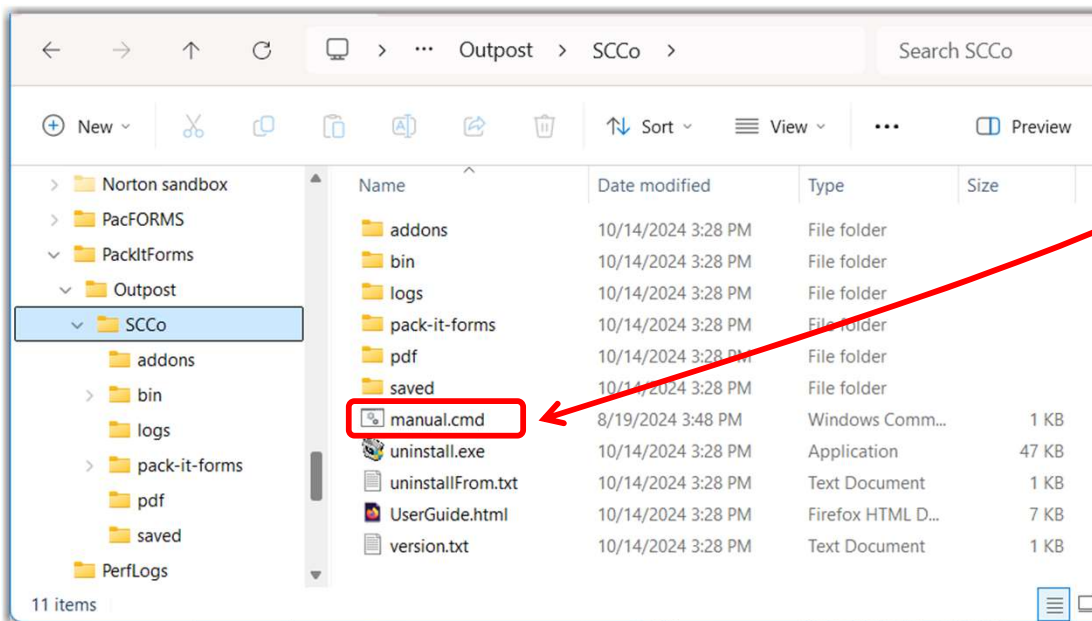 … Outpost > SCCo > Search SCCo
New Sort View ... Preview
Name Date modified Type Size
Norton sandbox
PacFORMS
PackItForms
Outpost
SCCo
addons
bin
logs
pack-it-forms
pdf
saved
PerfLogs
addons 10/14/2024 3:28 PM File folder
bin 10/14/2024 3:28 PM File folder
logs 10/14/2024 3:28 PM File folder
pack-it-forms 10/14/2024 3:28 PM File folder
pdf 10/14/2024 3:28 PM File folder
saved 10/14/2024 3:28 PM File folder
manual.cmd 8/19/2024 3:48 PM Windows Comm... 1 KB
uninstall.exe 10/14/2024 3:28 PM Application 47 KB
uninstallFrom.txt 10/14/2024 3:28 PM Text Document 1 KB
UserGuide.html 10/14/2024 3:28 PM Firefox HTML D... 7 KB
version.txt 10/14/2024 3:28 PM Text Document 1 KB
11 items